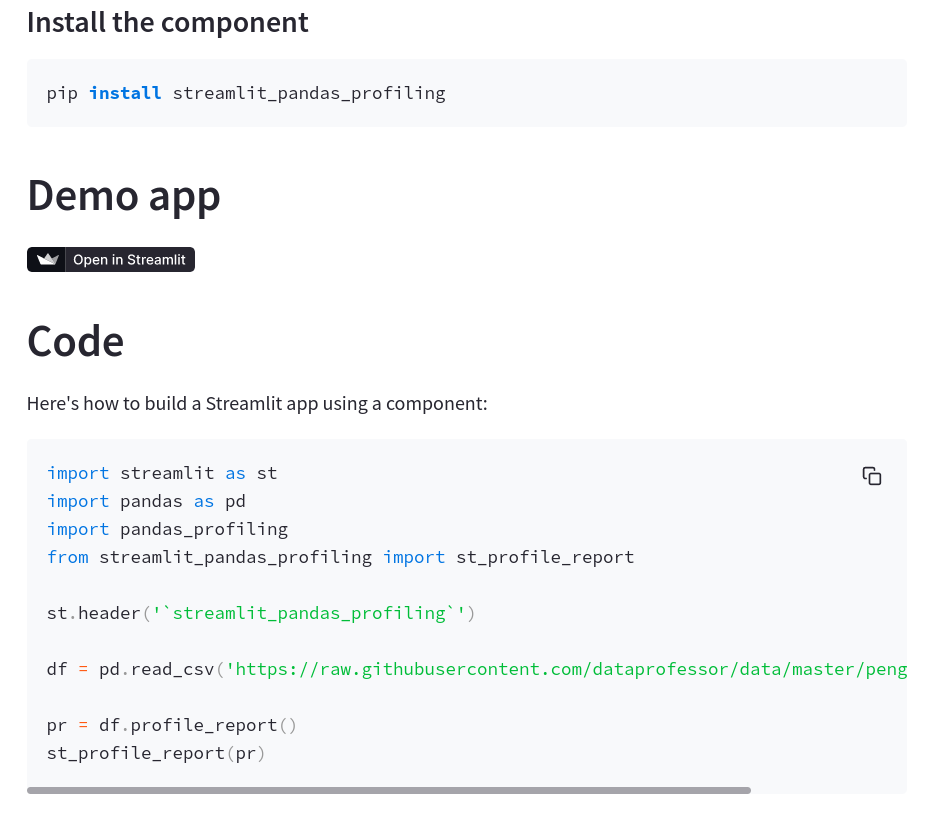 Install the component
pip install streamlit_pandas_profiling
Demo app
Open in Streamlit
Code
Here's how to build a Streamlit app using a component:
import streamlit as st
import pandas as pd
import pandas_profiling
from streamlit_pandas_profiling import st_profile_report
st.header('`streamlit_pandas_profiling`')
df = pd.read_csv('https://raw.githubusercontent.com/dataprofessor/data/master/peng
pr = df.profile_report()
st_profile_report(pr)